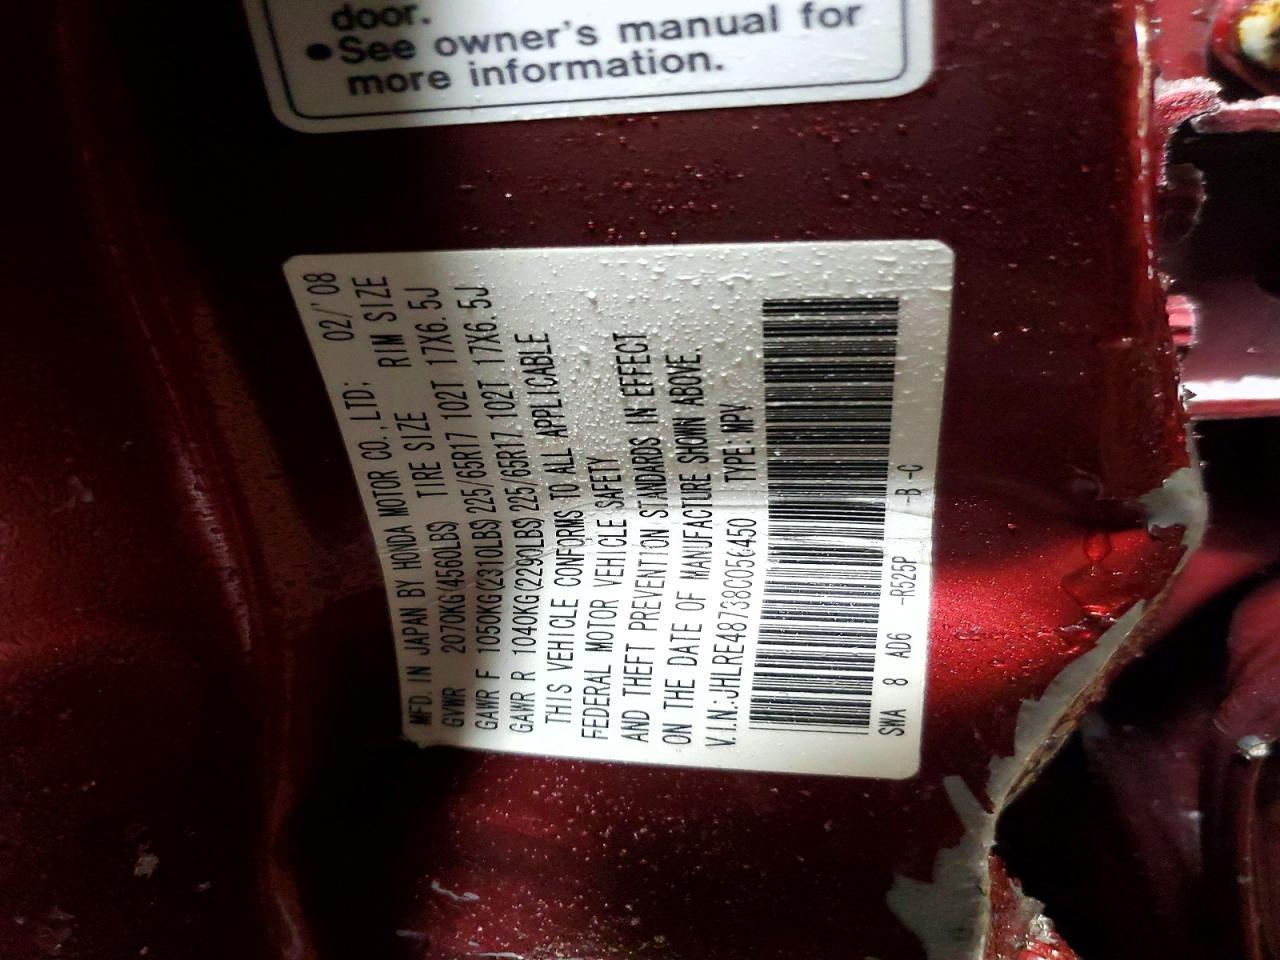 door.
● See owner's manual for
more information.
MFD. IN JAPAN BY HONDA MOTOR CO., LTD. 02/'08
GVWR 2070KG(4560LBS) TIRE SIZE RIM SIZE
GAWR F 1050KG(2310LBS) 225/65R17 102T 17X6.5J
GAWR R 1040KG(2290LBS) 225/65R17 102T 17X6.5J
THIS VEHICLE CONFORMS TO ALL APPLICABLE
FEDERAL MOTOR VEHICLE SAFETY
AND THEFT PREVENTION STANDARDS IN EFFECT
ON THE DATE OF MANUFACTURE SHOWN ABOVE.
V.I.N.:JHLRE48738C056450 TYPE: MPV
SWA 8 AD6 -R525P -B -C